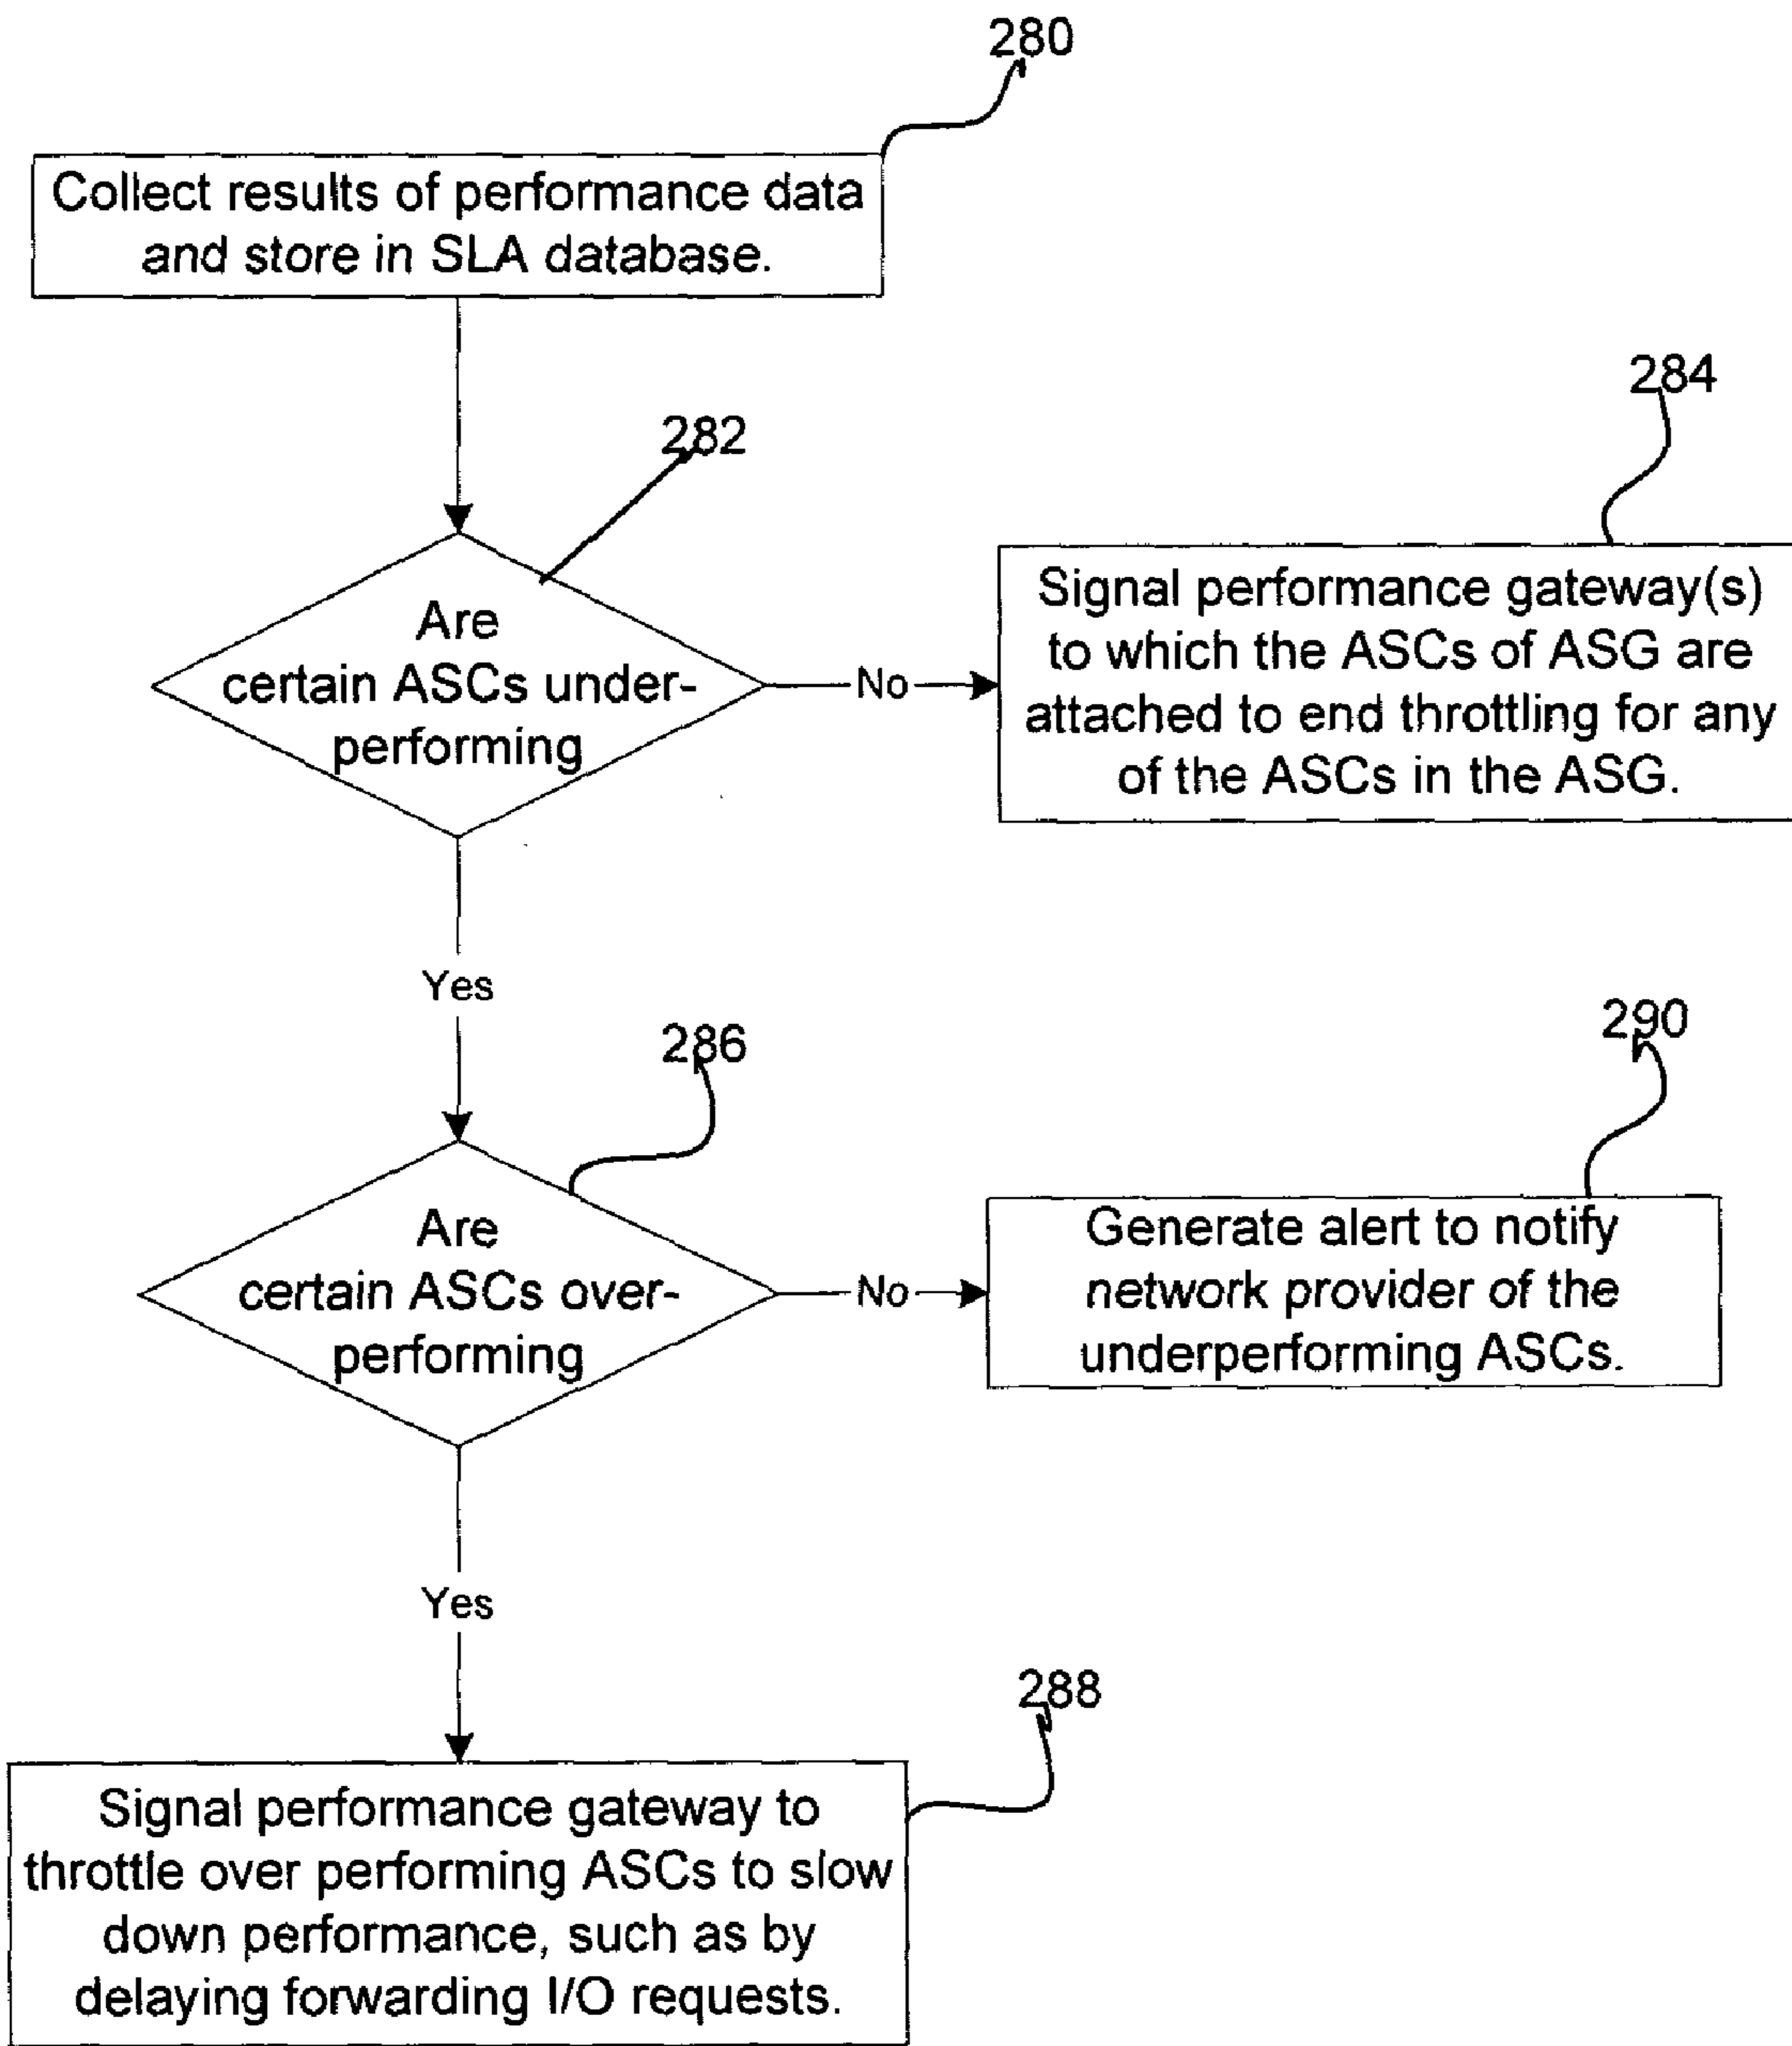 280
Collect results of performance data
and store in SLA database.
282
284
Are
certain ASCs under-
performing
No
Signal performance gateway(s)
to which the ASCs of ASG are
attached to end throttling for any
of the ASCs in the ASG.
Yes
286
290
Are
certain ASCs over-
performing
No
Generate alert to notify
network provider of the
underperforming ASCs.
Yes
288
Signal performance gateway to
throttle over performing ASCs to slow
down performance, such as by
delaying forwarding I/O requests.